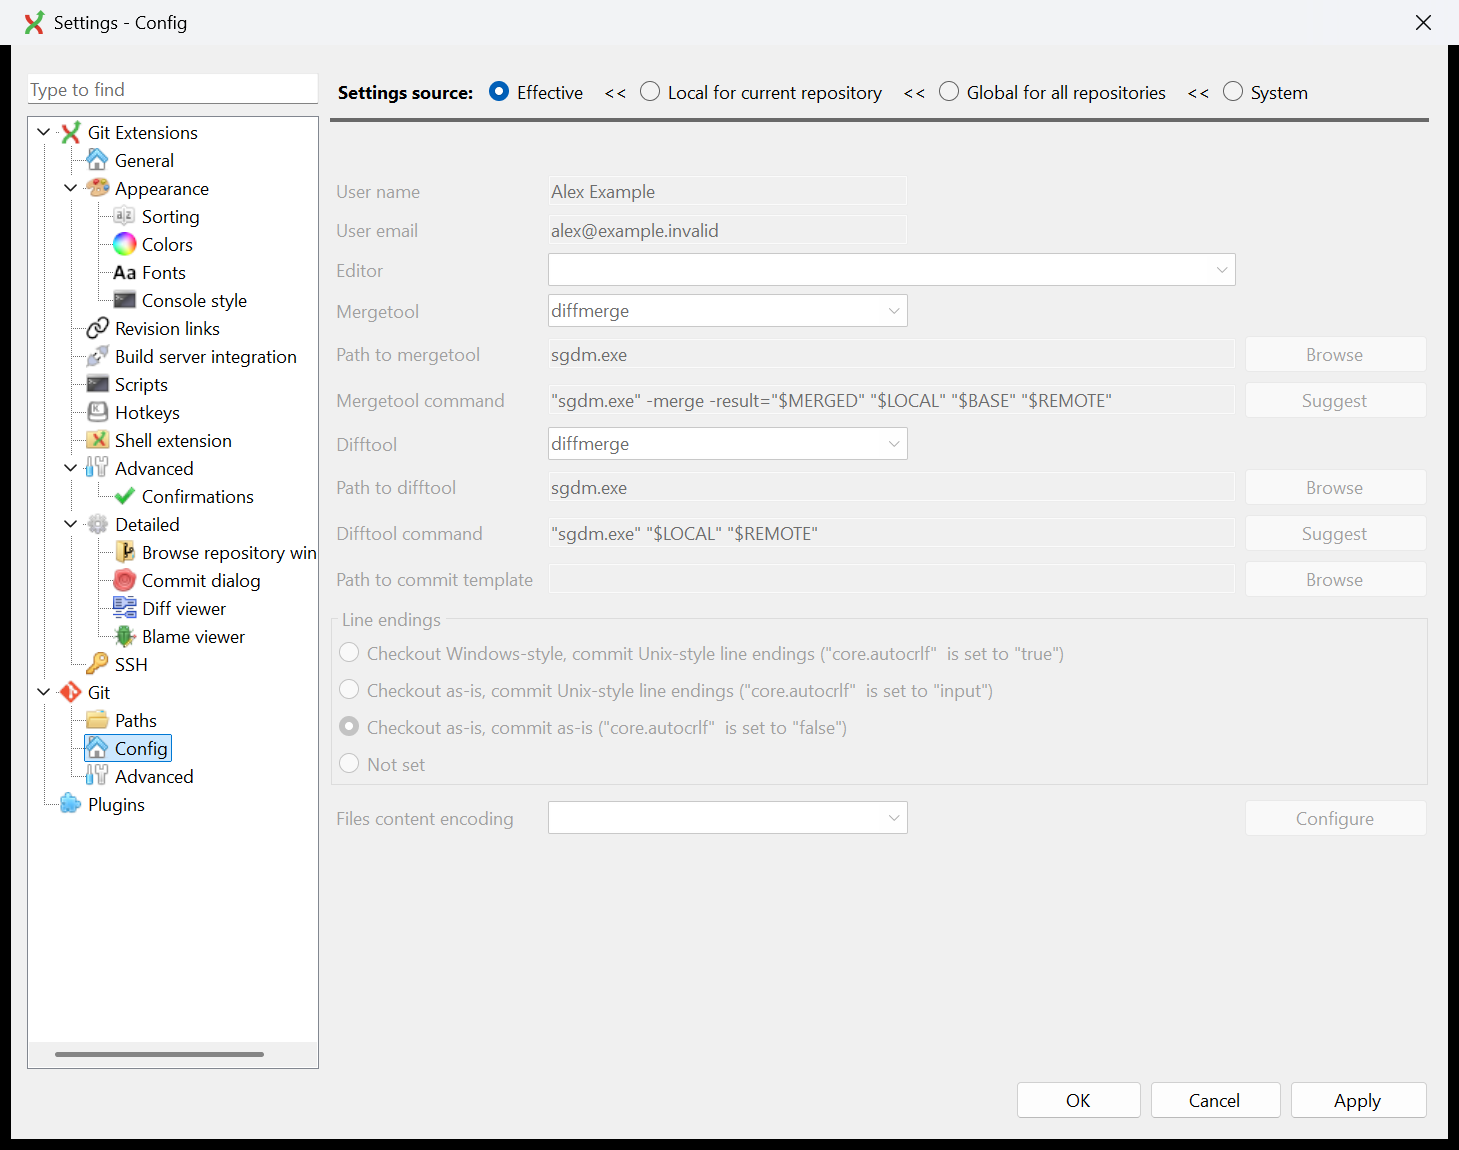 Settings - Config
Type to find
Git Extensions
General
Appearance
Sorting
Colors
Aa Fonts
Console style
Revision links
Build server integration
Scripts
Hotkeys
Shell extension
Advanced
Confirmations
Detailed
Browse repository win
Commit dialog
Diff viewer
Blame viewer
SSH
Git
Paths
Config
Advanced
Plugins
Settings source: Effective << Local for current repository << Global for all repositories << System
User name Alex Example
User email alex@example.invalid
Editor
Mergetool diffmerge
Path to mergetool sgdm.exe Browse
Mergetool command "sgdm.exe" -merge -result="$MERGED" "$LOCAL" "$BASE" "$REMOTE" Suggest
Difftool diffmerge
Path to difftool sgdm.exe Browse
Difftool command "sgdm.exe" "$LOCAL" "$REMOTE" Suggest
Path to commit template Browse
Line endings
Checkout Windows-style, commit Unix-style line endings ("core.autocrlf"  is set to "true")
Checkout as-is, commit Unix-style line endings ("core.autocrlf"  is set to "input")
Checkout as-is, commit as-is ("core.autocrlf"  is set to "false")
Not set
Files content encoding Configure
OK Cancel Apply